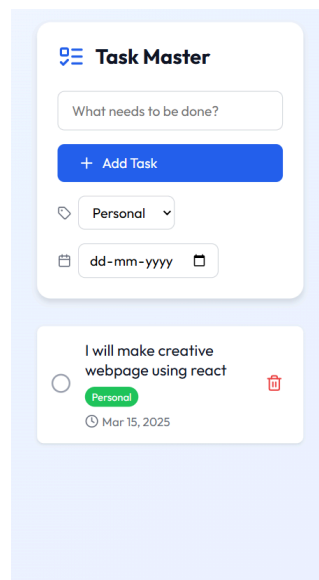 Task Master
What needs to be done?
Add Task
Personal
dd-mm-yyyy
I will make creative
webpage using react
Personal
Mar 15, 2025